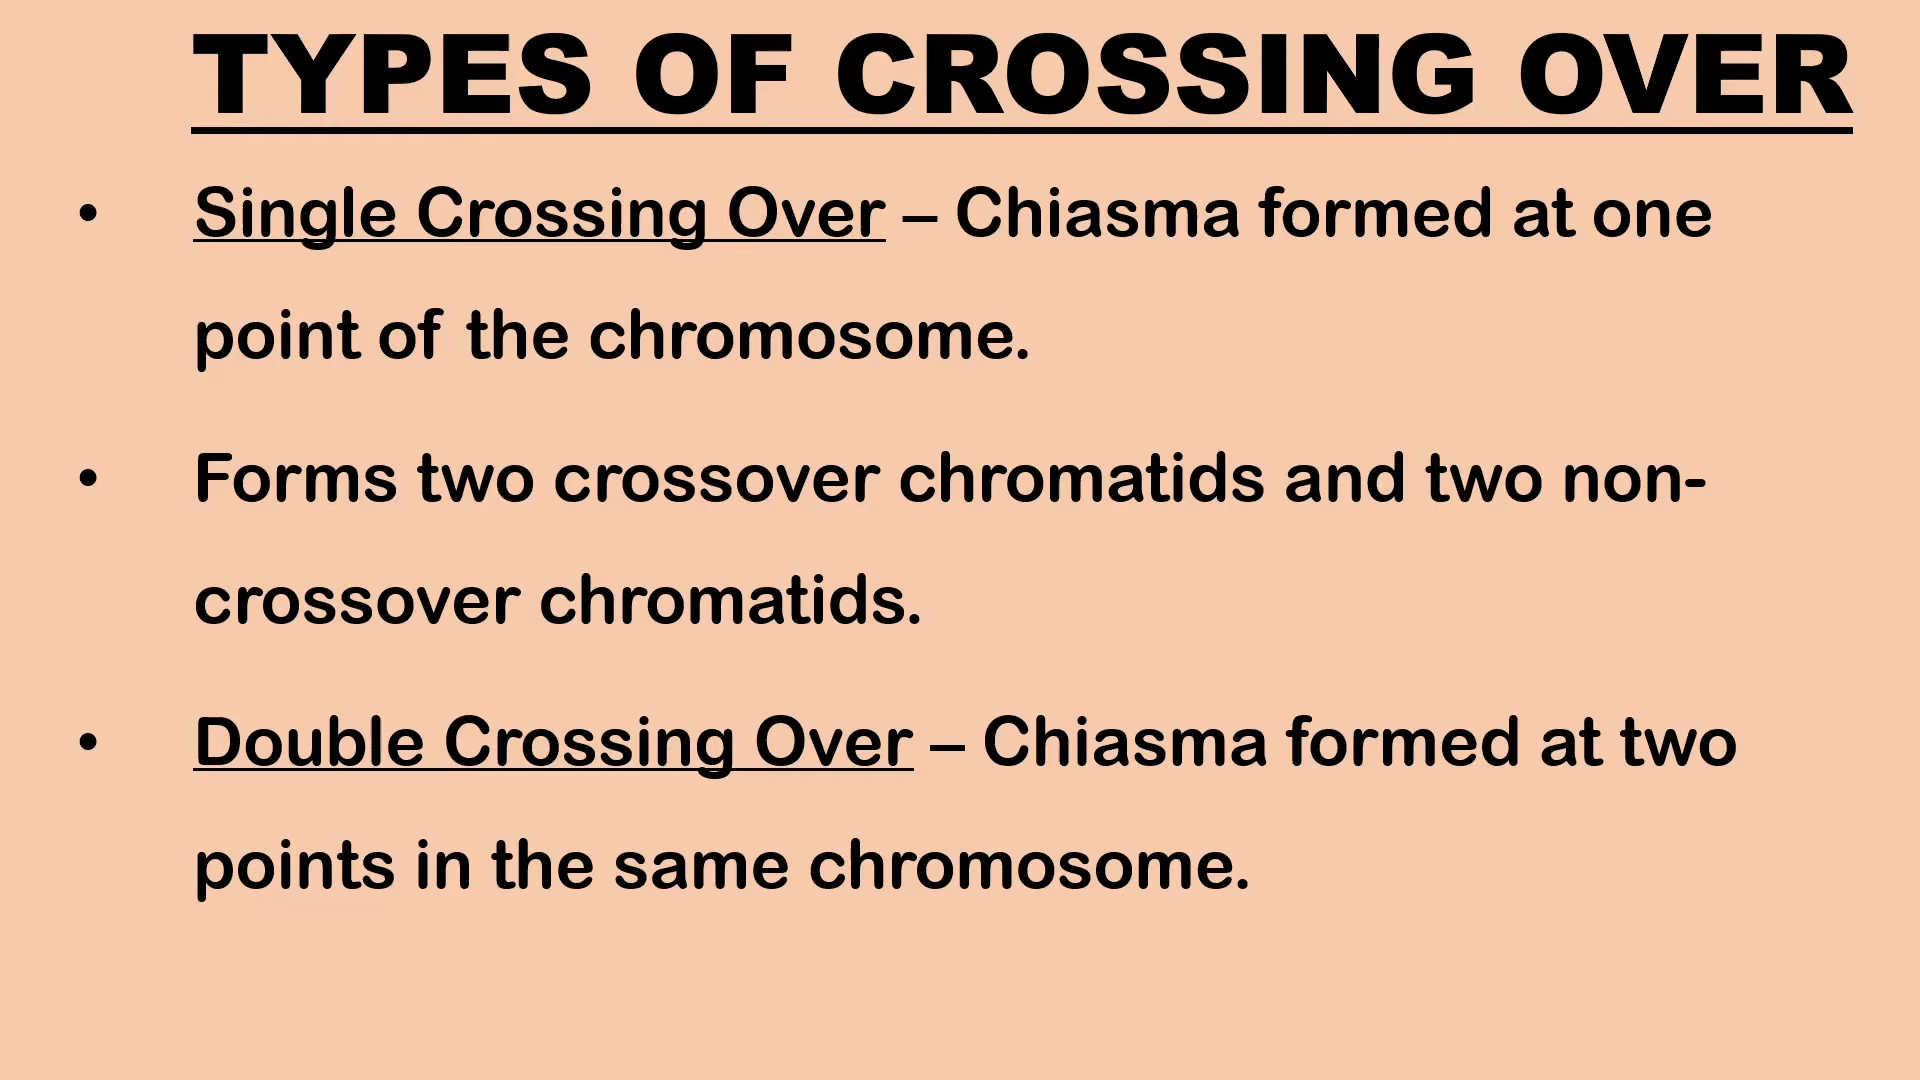 TYPES OF CROSSING OVER
• Single Crossing Over – Chiasma formed at one
point of the chromosome.
• Forms two crossover chromatids and two non-
crossover chromatids.
• Double Crossing Over – Chiasma formed at two
points in the same chromosome.